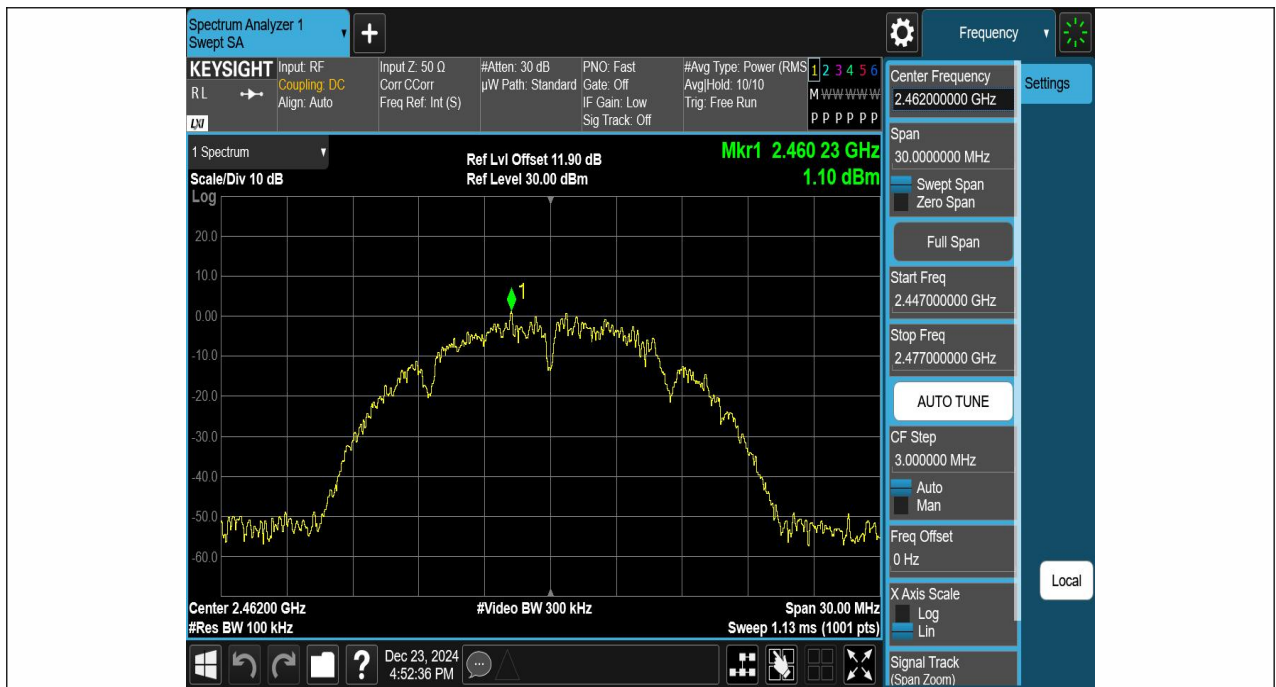 Spectrum Analyzer 1
Swept SA
+
Frequency
KEYSIGHT
RL
LXI
Input: RF
Coupling: DC
Align: Auto
Input Z: 50 Ω
Corr CCorr
Freq Ref: Int (S)
#Atten: 30 dB
µW Path: Standard
PNO: Fast
Gate: Off
IF Gain: Low
Sig Track: Off
#Avg Type: Power (RMS
Avg|Hold: 10/10
Trig: Free Run
1 2 3 4 5 6
M W W W W W
P P P P P P
1 Spectrum
Scale/Div 10 dB
Log
Ref Lvl Offset 11.90 dB
Ref Level 30.00 dBm
Mkr1 2.460 23 GHz
1.10 dBm
1
20.0
10.0
0.00
-10.0
-20.0
-30.0
-40.0
-50.0
-60.0
Center 2.46200 GHz
#Res BW 100 kHz
#Video BW 300 kHz
Span 30.00 MHz
Sweep 1.13 ms (1001 pts)
Center Frequency
2.462000000 GHz
Span
30.0000000 MHz
Swept Span
Zero Span
Full Span
Start Freq
2.447000000 GHz
Stop Freq
2.477000000 GHz
AUTO TUNE
CF Step
3.000000 MHz
Auto
Man
Freq Offset
0 Hz
X Axis Scale
Log
Lin
Signal Track
(Span Zoom)
Settings
Local
?
Dec 23, 2024
4:52:36 PM